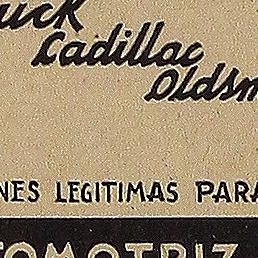 uick
Cadillac
Oldsm
NES LEGITIMAS PARA
TOMOTRIZ